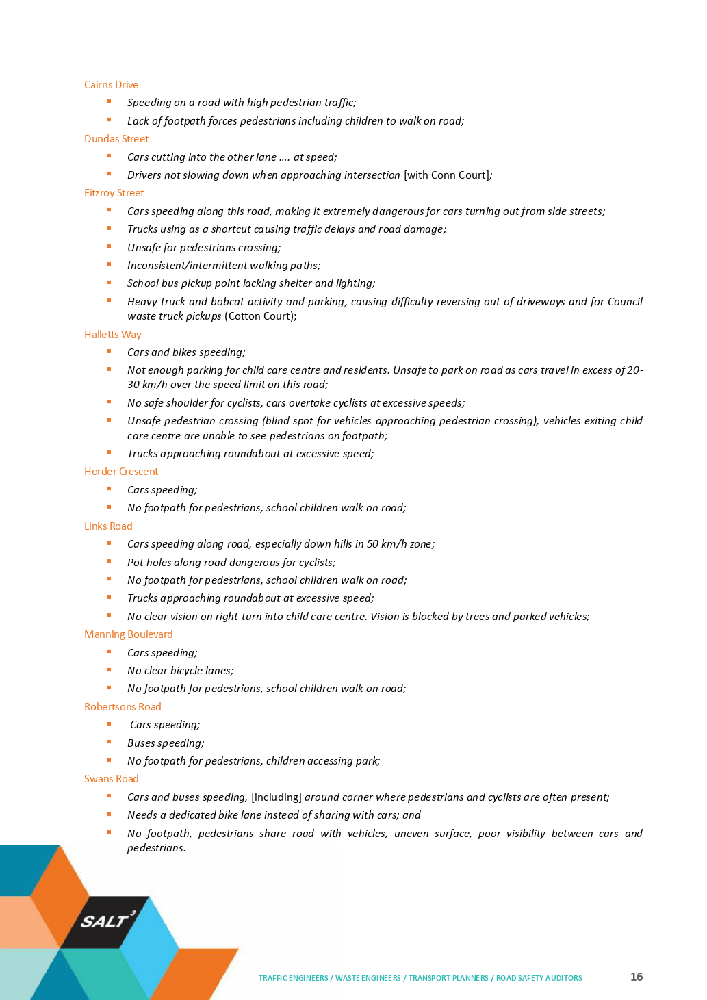 Cairns Drive
Speeding on a road with high pedestrian traffic;
Lack of footpath forces pedestrians including children to walk on road;
Dundas Street
Cars cutting into the other lane .... at speed;
Drivers not slowing down when approaching intersection [with Conn Court];
Fitzroy Street
Cars speeding along this road, making it extremely dangerous for cars turning out from side streets;
Trucks using as a shortcut causing traffic delays and road damage;
Unsafe for pedestrians crossing;
Inconsistent/intermittent walking paths;
School bus pickup point lacking shelter and lighting;
Heavy truck and bobcat activity and parking, causing difficulty reversing out of driveways and for Council
waste truck pickups (Cotton Court);
Halletts Way
Cars and bikes speeding;
Not enough parking for child care centre and residents. Unsafe to park on road as cars travel in excess of 20-
30 km/h over the speed limit on this road;
No safe shoulder for cyclists, cars overtake cyclists at excessive speeds;
Unsafe pedestrian crossing (blind spot for vehicles approaching pedestrian crossing), vehicles exiting child
care centre are unable to see pedestrians on footpath;
Trucks approaching roundabout at excessive speed;
Horder Crescent
Cars speeding;
No footpath for pedestrians, school children walk on road;
Links Road
Cars speeding along road, especially down hills in 50 km/h zone;
Pot holes along road dangerous for cyclists;
No footpath for pedestrians, school children walk on road;
Trucks approaching roundabout at excessive speed;
No clear vision on right-turn into child care centre. Vision is blocked by trees and parked vehicles;
Manning Boulevard
Cars speeding;
No clear bicycle lanes;
No footpath for pedestrians, school children walk on road;
Robertsons Road
Cars speeding;
Buses speeding;
No footpath for pedestrians, children accessing park;
Swans Road
Cars and buses speeding, [including] around corner where pedestrians and cyclists are often present;
Needs a dedicated bike lane instead of sharing with cars; and
No footpath, pedestrians share road with vehicles, uneven surface, poor visibility between cars and
pedestrians.
SALT³
TRAFFIC ENGINEERS / WASTE ENGINEERS / TRANSPORT PLANNERS / ROAD SAFETY AUDITORS
16